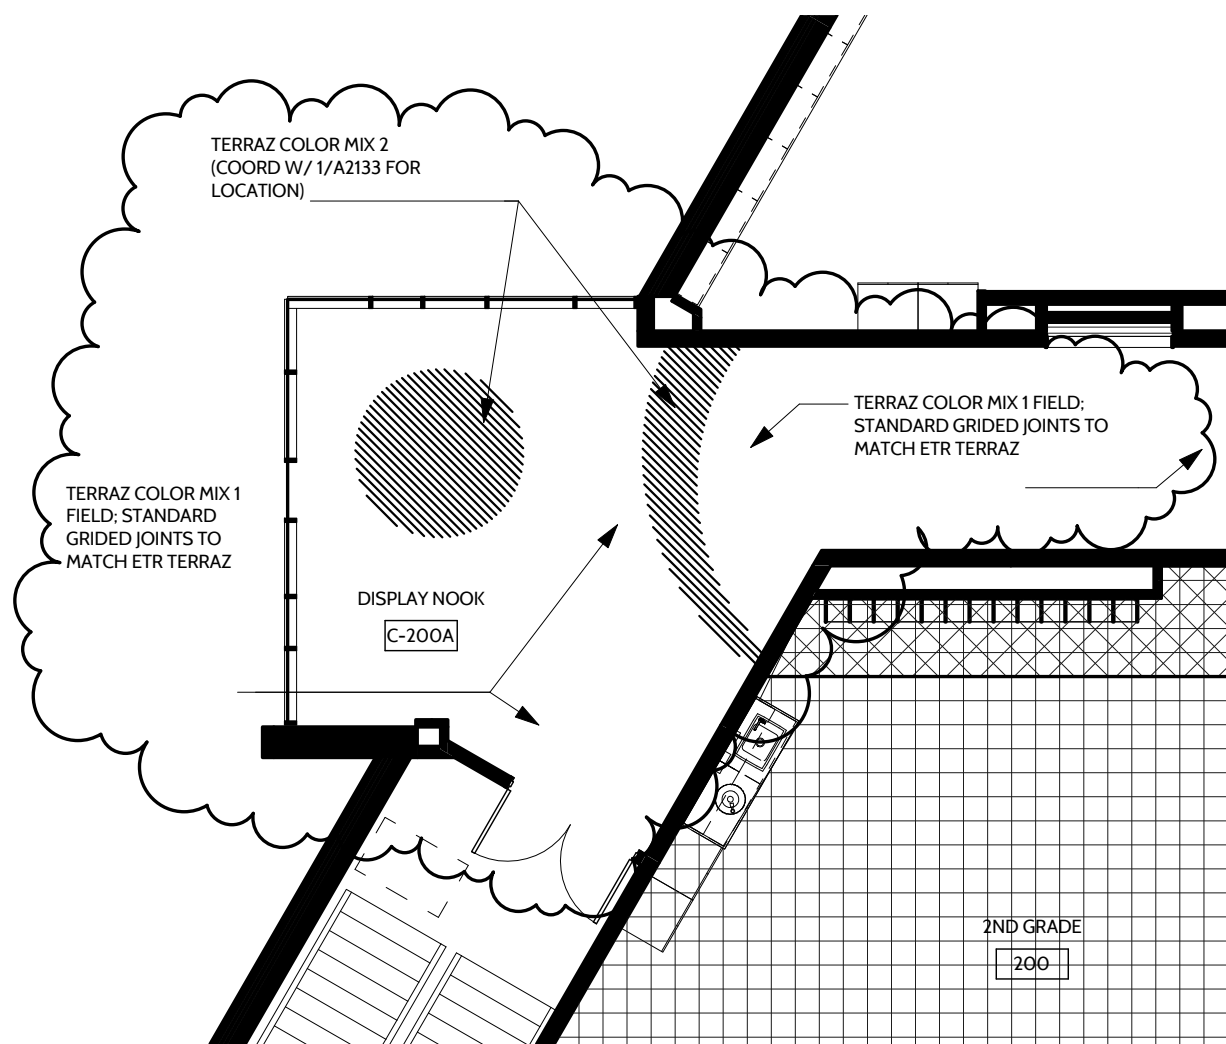 TERRAZ COLOR MIX 2
(COORD W/ 1/A2133 FOR
LOCATION)
TERRAZ COLOR MIX 1 FIELD;
STANDARD GRIDED JOINTS TO
MATCH ETR TERRAZ
TERRAZ COLOR MIX 1
FIELD; STANDARD
GRIDED JOINTS TO
MATCH ETR TERRAZ
DISPLAY NOOK
C-200A
2ND GRADE
200